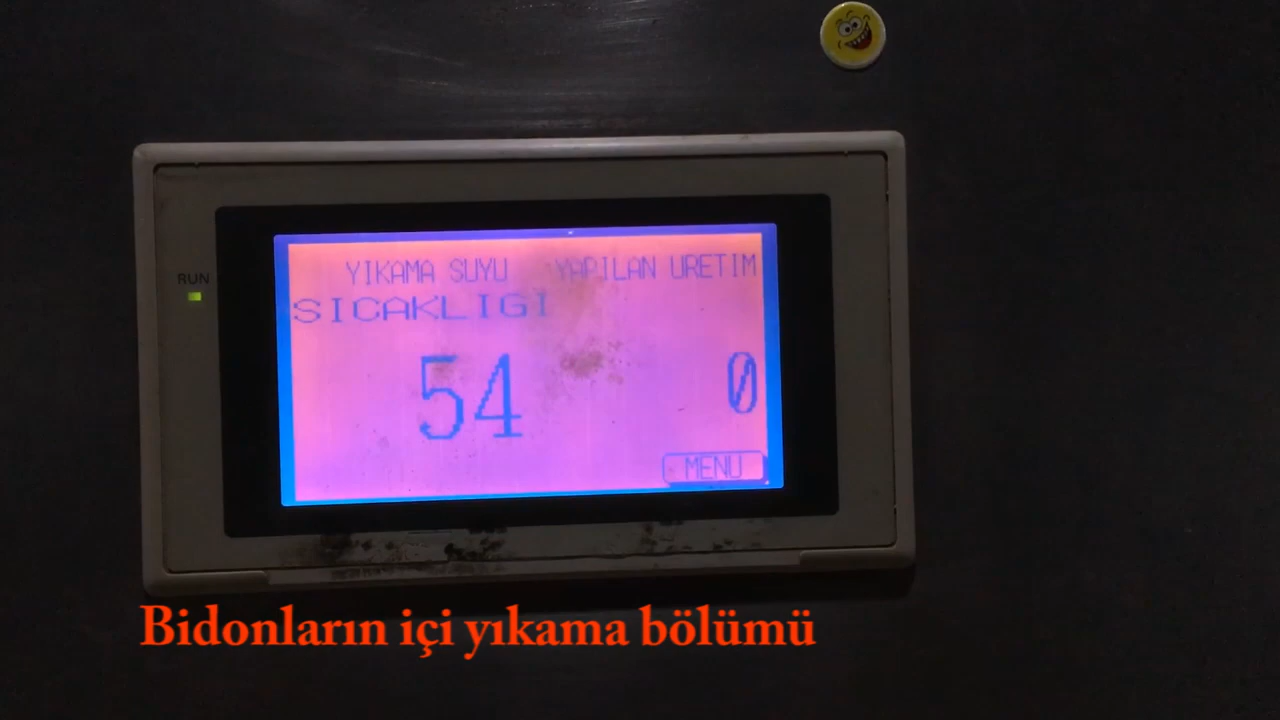 YIKAMA SUYU YAPILAN URETIM
SICAKLIGI
54 0
RUN
MENU
Bidonların içi yıkama bölümü